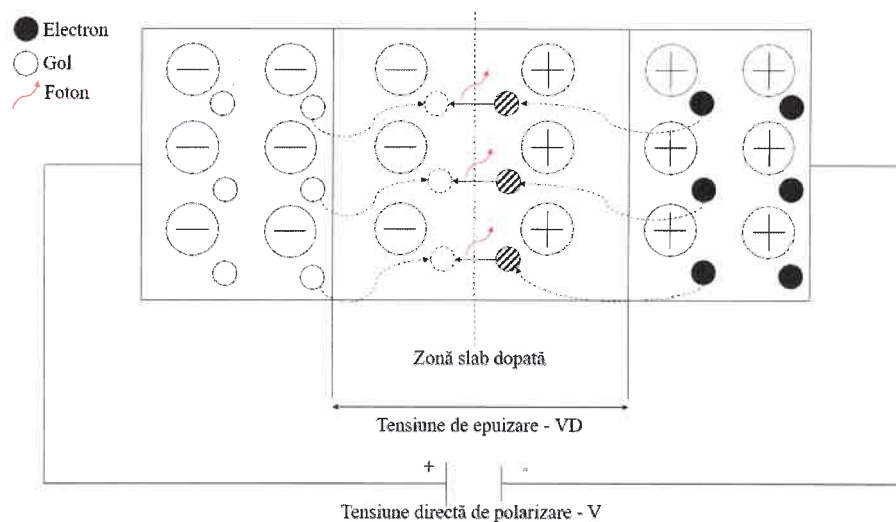 Electron
Gol
Foton
Zonă slab dopată
Tensiune de epuizare - VD
+ -
Tensiune directă de polarizare - V